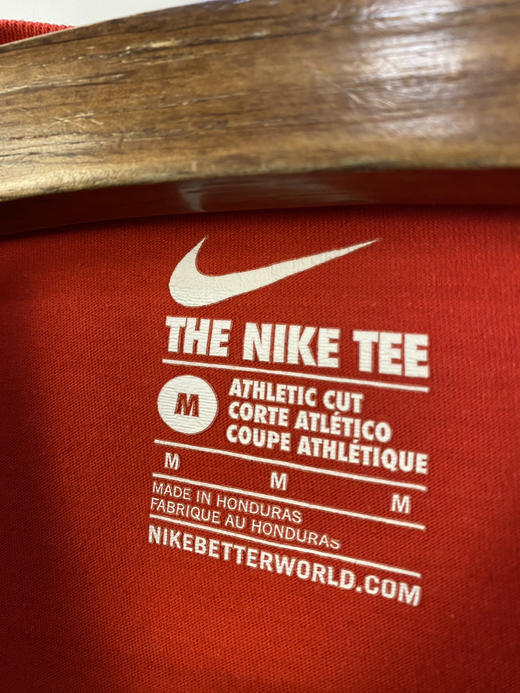 THE NIKE TEE
M
ATHLETIC CUT
CORTE ATLÉTICO
COUPE ATHLÉTIQUE
M M M
MADE IN HONDURAS
FABRIQUE AU HONDURAS
NIKEBETTERWORLD.COM